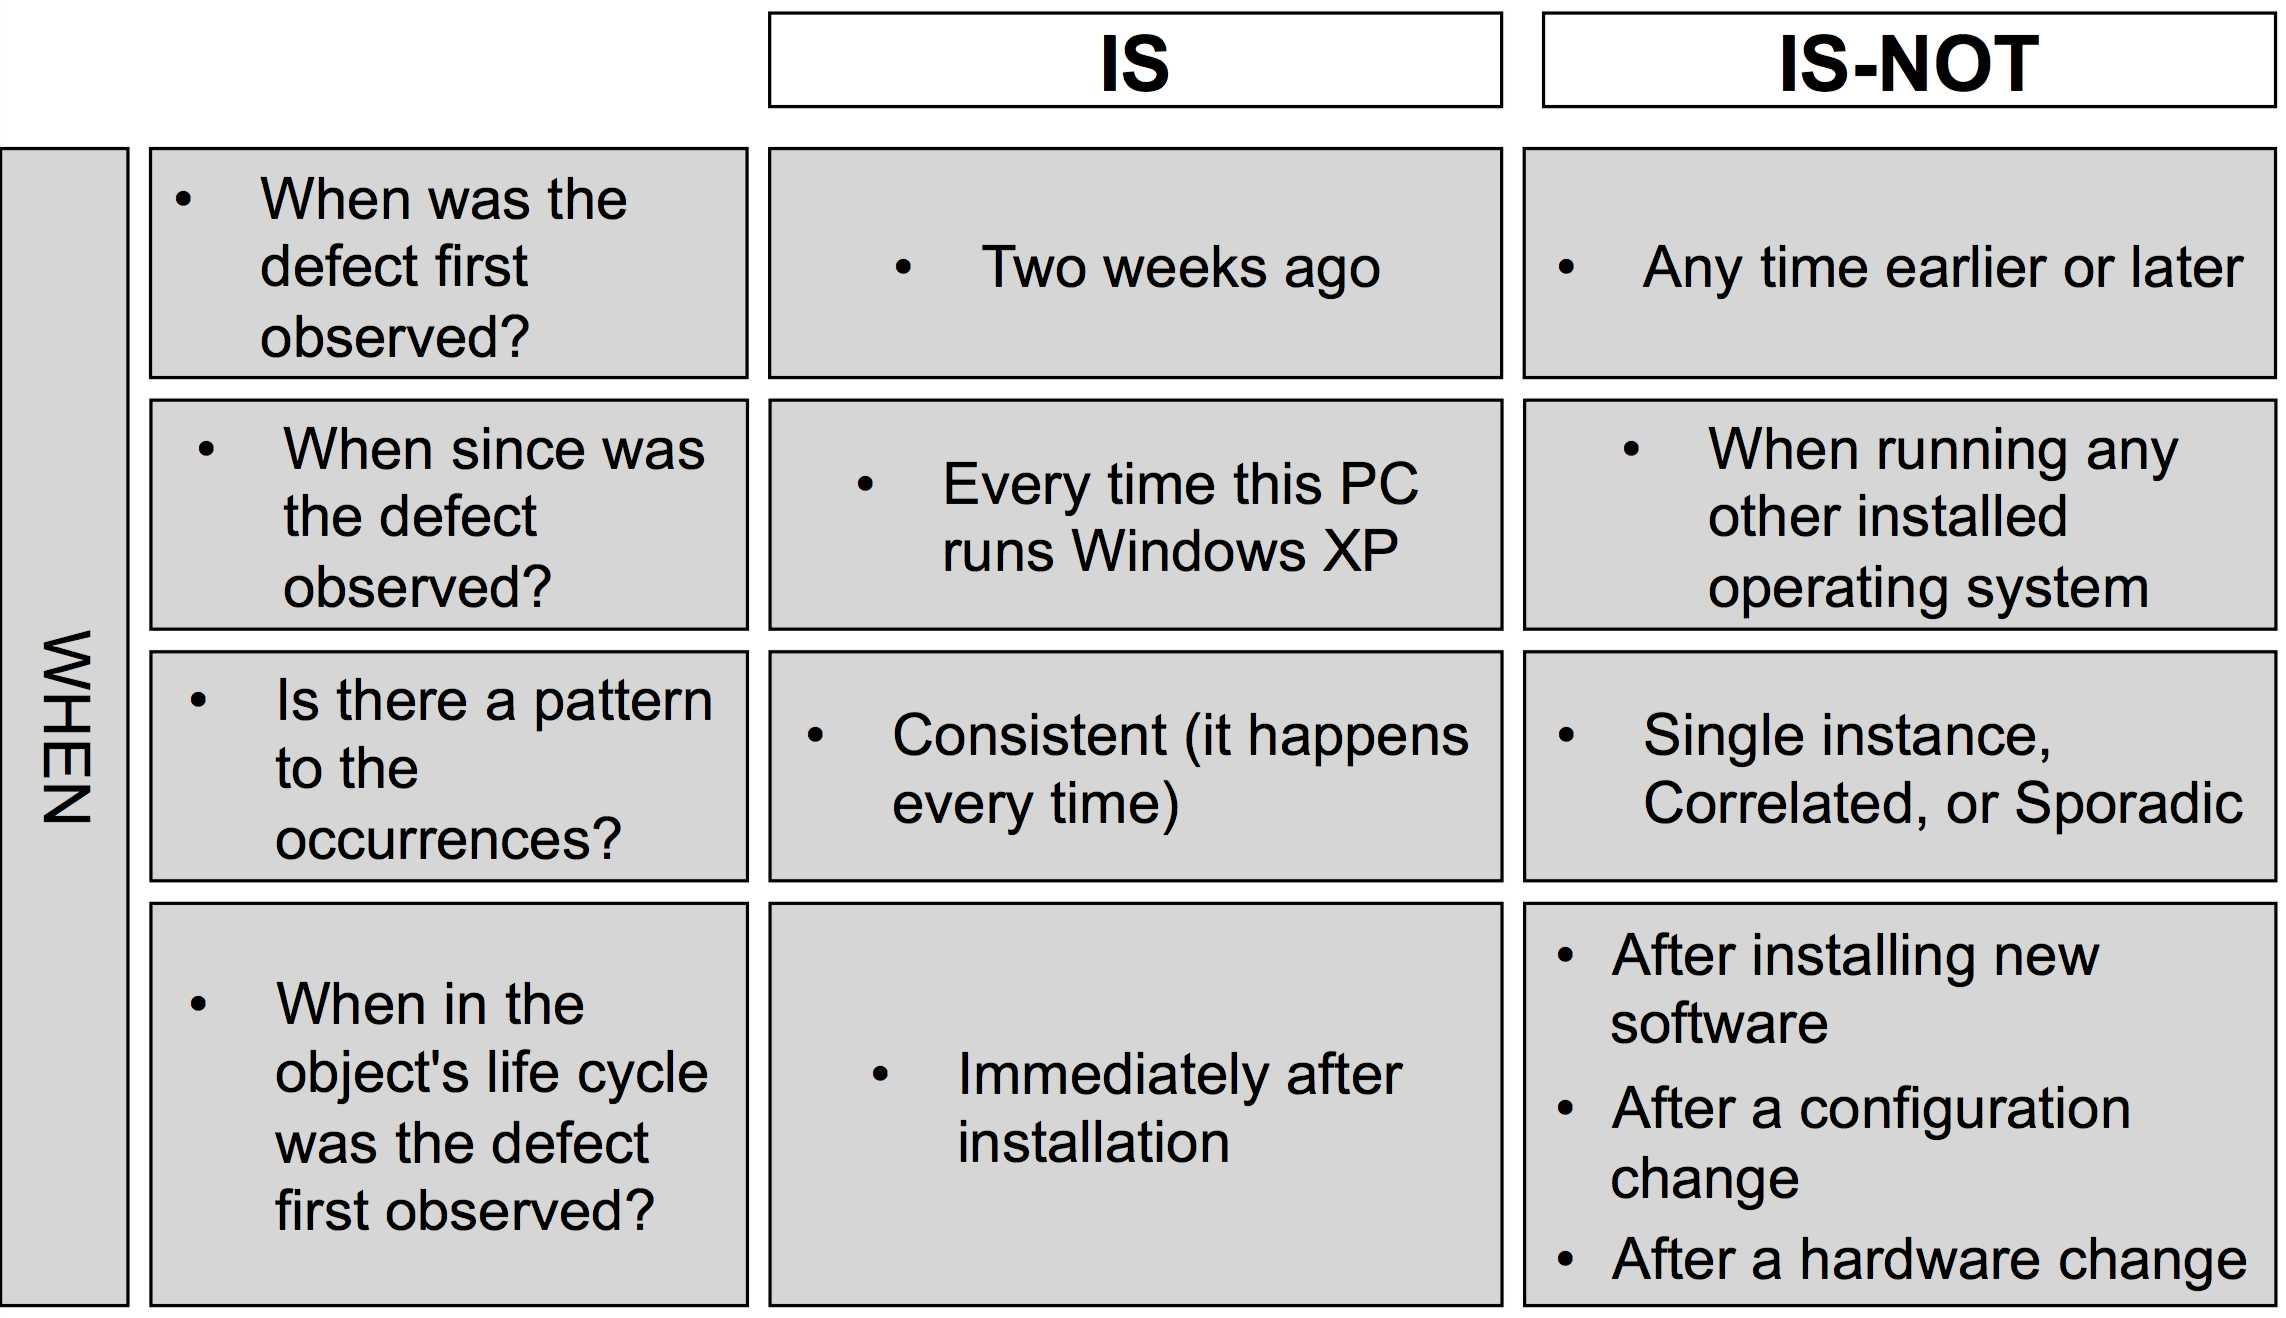 IS
IS-NOT
WHEN
• When was the
defect first
observed?
• Two weeks ago
• Any time earlier or later
• When since was
the defect
observed?
• Every time this PC
runs Windows XP
• When running any
other installed
operating system
• Is there a pattern
to the
occurrences?
• Consistent (it happens
every time)
• Single instance,
Correlated, or Sporadic
• When in the
object's life cycle
was the defect
first observed?
• Immediately after
installation
• After installing new
software
• After a configuration
change
• After a hardware change